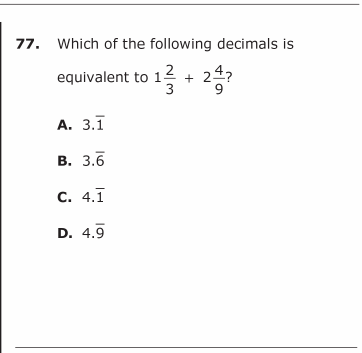 77. Which of the following decimals is
equivalent to 1 2/3 + 2 4/9?
A. 3.1̅
B. 3.6̅
C. 4.1̅
D. 4.9̅